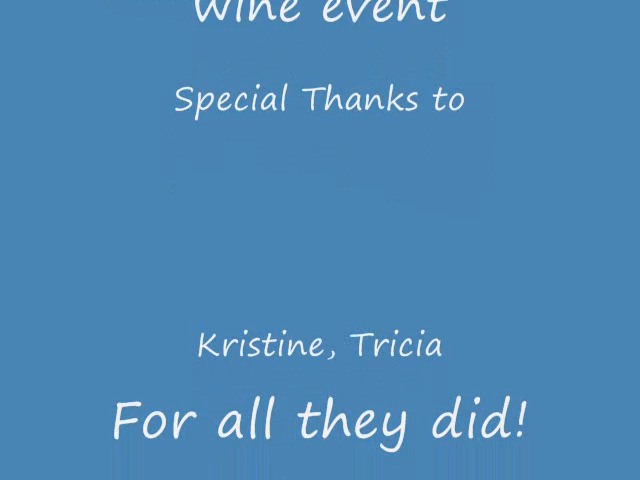 Wine event
Special Thanks to
Kristine, Tricia
For all they did!